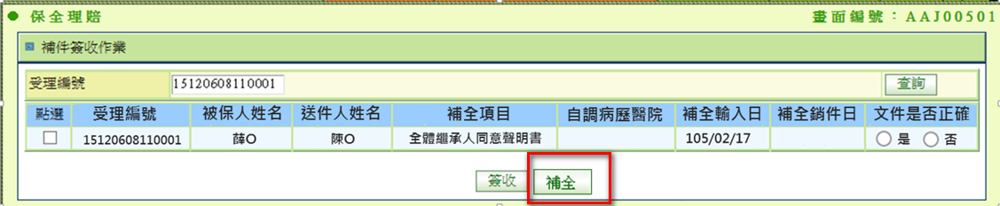 保全理賠 畫面編號：AAJ00501
補件簽收作業
受理編號 15120608110001 查詢
點選 受理編號 被保人姓名 送件人姓名 補全項目 自調病歷醫院 補全輸入日 補全銷件日 文件是否正確
15120608110001 薛O 陳O 全體繼承人同意聲明書 105/02/17 是 否
簽收 補全